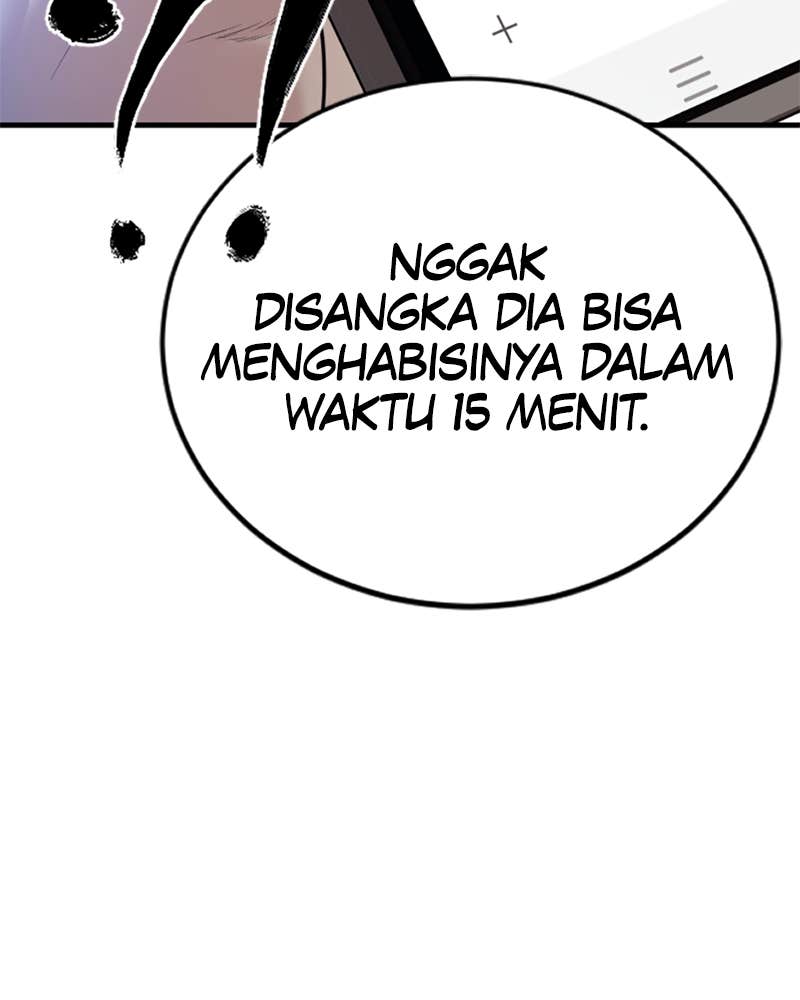 NGGAK
DISANGKA DIA BISA
MENGHABISINYA DALAM
WAKTU 15 MENIT.